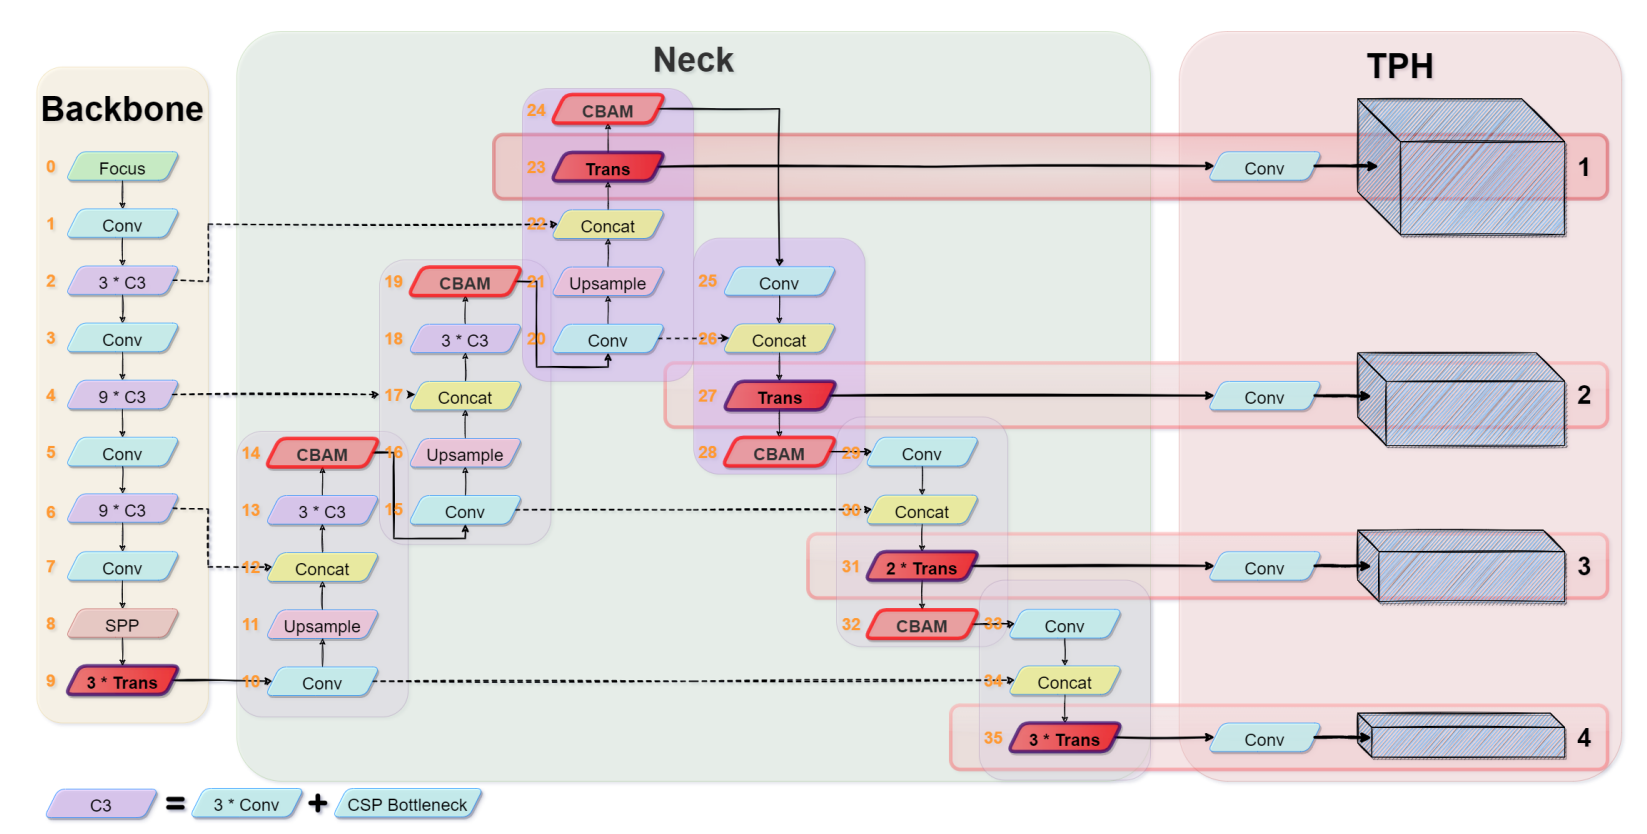 Backbone
Neck
TPH
0 Focus
1 Conv
2 3 * C3
3 Conv
4 9 * C3
5 Conv
6 9 * C3
7 Conv
8 SPP
9 3 * Trans
10 Conv
11 Upsample
12 Concat
13 3 * C3
14 CBAM
15 Conv
16 Upsample
17 Concat
18 3 * C3
19 CBAM
20 Conv
21 Upsample
22 Concat
23 Trans
24 CBAM
25 Conv
26 Concat
27 Trans
28 CBAM
29 Conv
30 Concat
31 2 * Trans
32 CBAM
33 Conv
34 Concat
35 3 * Trans
Conv 1
Conv 2
Conv 3
Conv 4
C3 = 3 * Conv + CSP Bottleneck